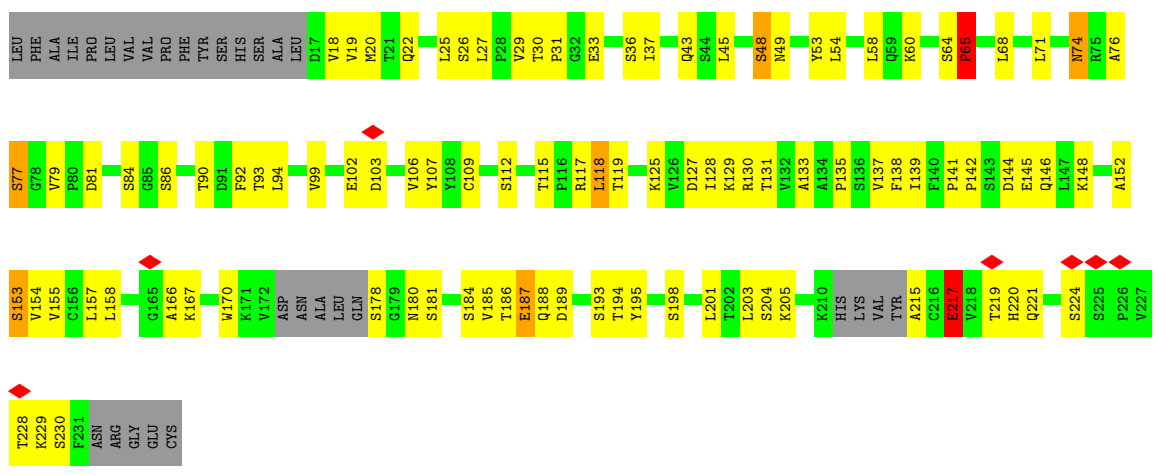 LEU PHE ALA ILE PRO LEU VAL VAL PRO PHE TYR SER HIS SER ALA LEU D17 V18 V19 M20 T21 Q22 L25 S26 L27 P28 V29 T30 P31 G32 E33 S36 I37 Q43 S44 L45 S48 N49 Y53 L54 L58 Q59 K60 S64 P65 L68 L71 N74 R75 A76
S77 G78 V79 P80 D81 S84 G85 S86 T90 D91 F92 T93 L94 V99 E102 D103 V106 Y107 Y108 C109 S112 T115 P116 R117 L118 T119 K125 V126 D127 I128 K129 R130 T131 V132 A133 A134 P135 S136 V137 F138 I139 F140 P141 P142 S143 D144 E145 Q146 L147 K148 A152
S153 V154 V155 C156 L157 L158 G165 A166 K167 W170 K171 V172 ASP ASN ALA LEU GLN S178 G179 N180 S181 S184 V185 T186 E187 Q188 D189 S193 T194 Y195 S198 L201 T202 L203 S204 K205 K210 HIS LYS VAL TYR A215 C216 E217 V218 T219 H220 Q221 S224 S225 P226 V227
T228 K229 S230 F231 ASN ARG GLY GLU CYS